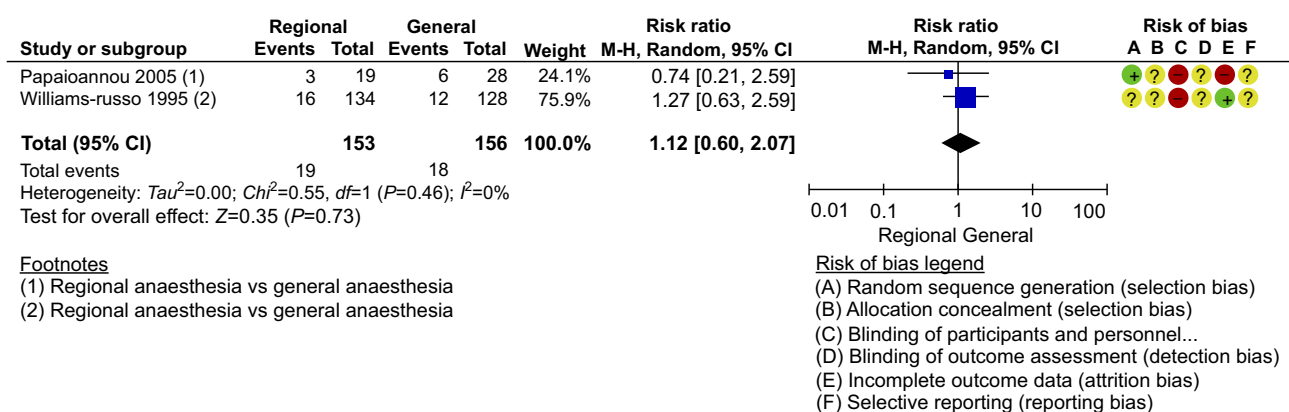 Regional General Risk ratio Risk ratio Risk of bias
Study or subgroup Events Total Events Total Weight M-H, Random, 95% CI M-H, Random, 95% CI A B C D E F
Papaioannou 2005 (1) 3 19 6 28 24.1% 0.74 [0.21, 2.59] + ? − ? − ?
Williams-russo 1995 (2) 16 134 12 128 75.9% 1.27 [0.63, 2.59] ? ? − ? + ?
Total (95% CI) 153 156 100.0% 1.12 [0.60, 2.07]
Total events 19 18
Heterogeneity: Tau²=0.00; Chi²=0.55, df=1 (P=0.46); I²=0%
Test for overall effect: Z=0.35 (P=0.73)
0.01 0.1 1 10 100
Regional General
Footnotes
(1) Regional anaesthesia vs general anaesthesia
(2) Regional anaesthesia vs general anaesthesia
Risk of bias legend
(A) Random sequence generation (selection bias)
(B) Allocation concealment (selection bias)
(C) Blinding of participants and personnel...
(D) Blinding of outcome assessment (detection bias)
(E) Incomplete outcome data (attrition bias)
(F) Selective reporting (reporting bias)